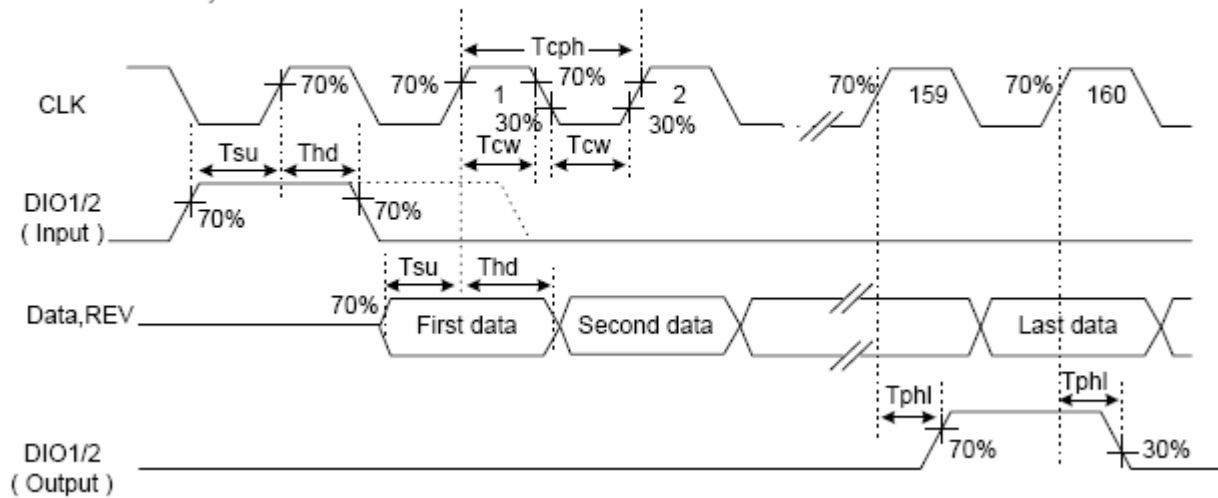 Tcph
70% 70% 70% 70% 70%
CLK 1 2 159 160
30% 30%
Tsu Thd Tcw Tcw
DIO1/2 70% 70%
( Input )
Tsu Thd
70%
Data,REV First data Second data Last data
Tphl Tphl
DIO1/2 70% 30%
( Output )